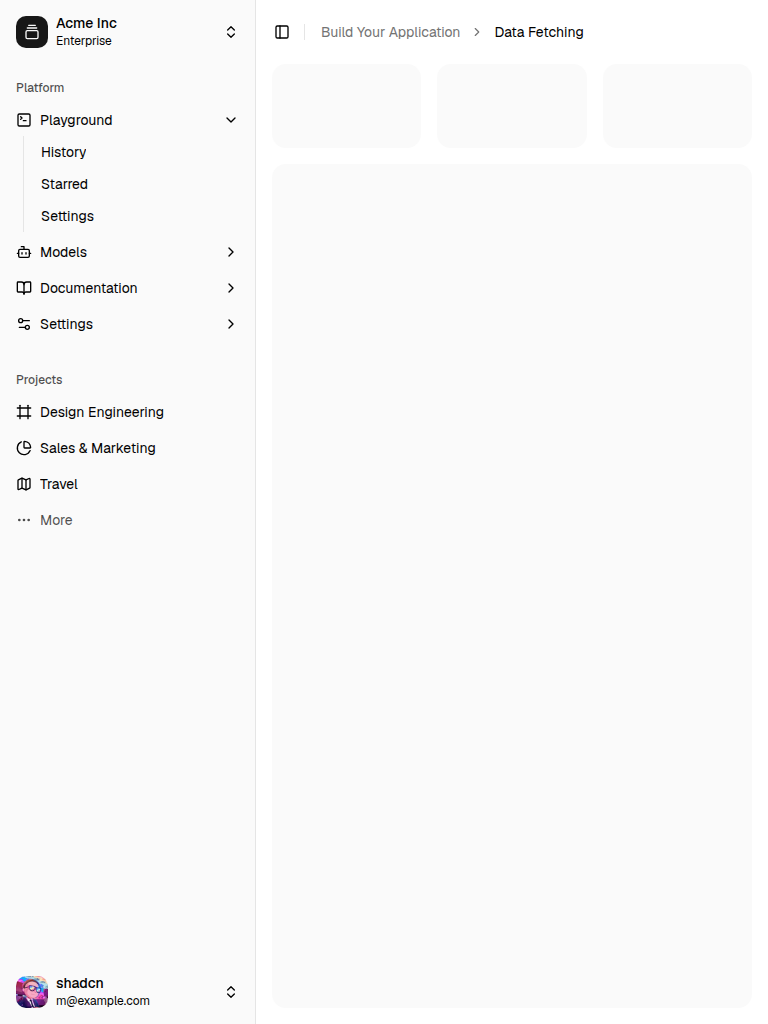 Acme Inc
Enterprise
Platform
Playground
History
Starred
Settings
Models
Documentation
Settings
Projects
Design Engineering
Sales & Marketing
Travel
More
shadcn
m@example.com
Build Your Application
Data Fetching